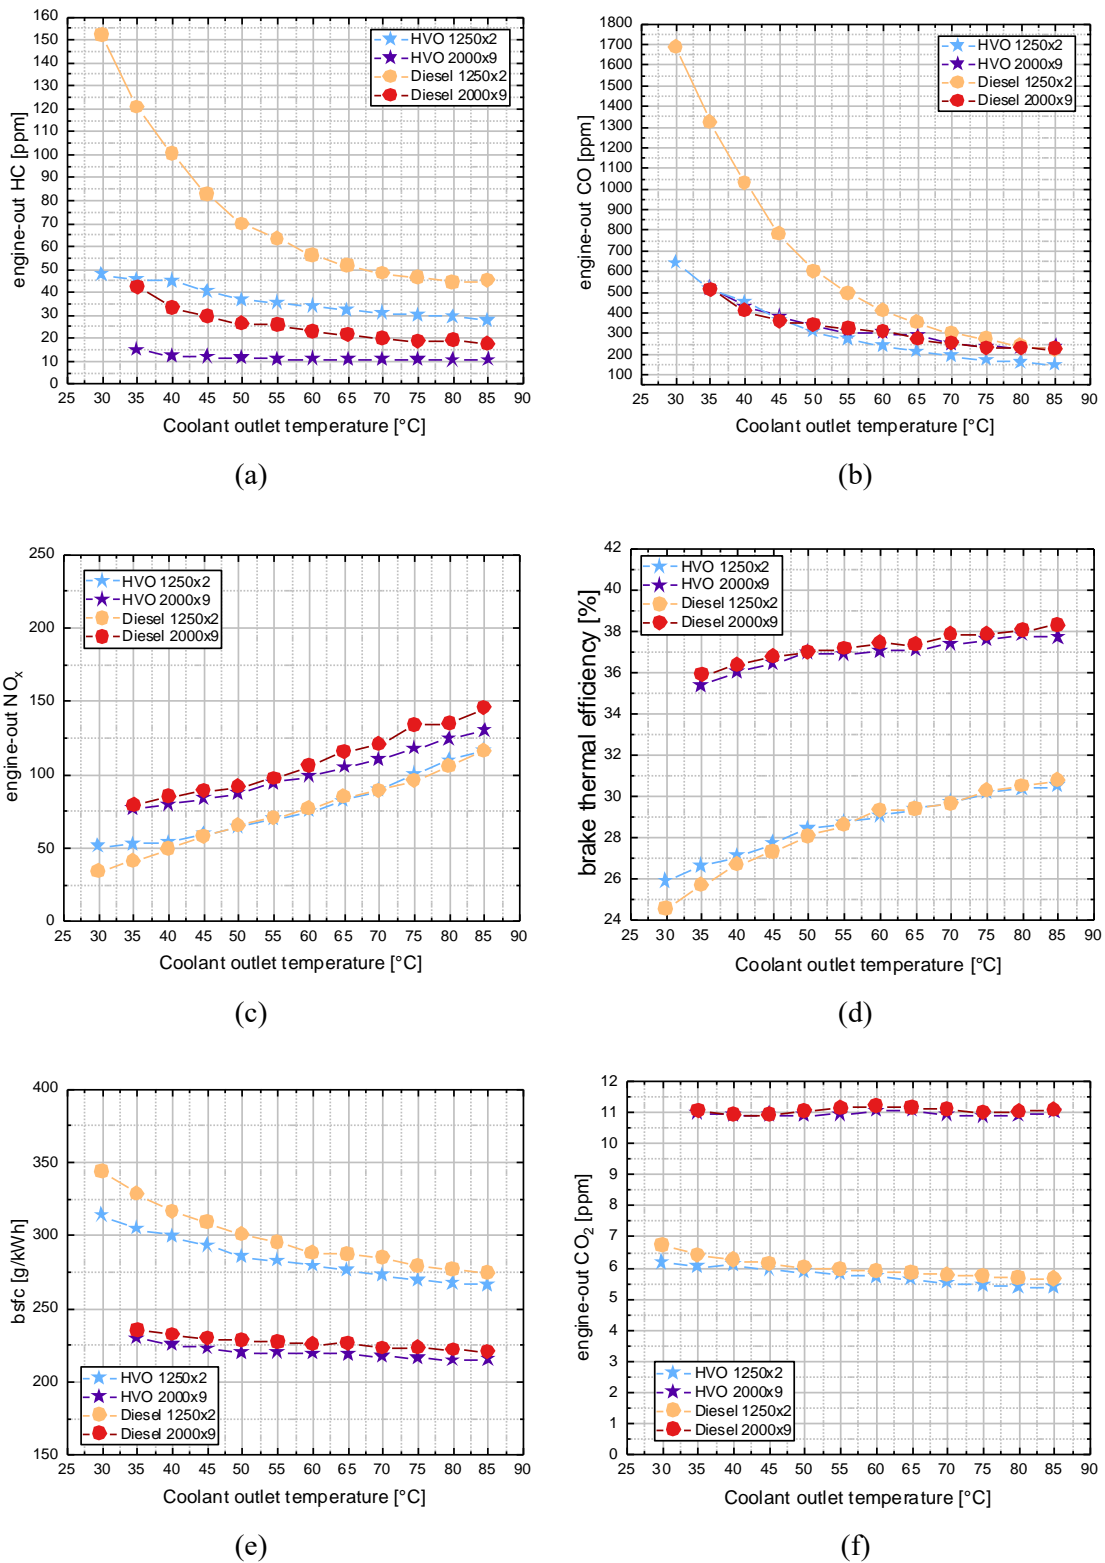 engine-out HC [ppm]
160
150
140
130
120
110
100
90
80
70
60
50
40
30
20
10
0
HVO 1250x2
HVO 2000x9
Diesel 1250x2
Diesel 2000x9
25 30 35 40 45 50 55 60 65 70 75 80 85 90
Coolant outlet temperature [°C]
(a)
engine-out CO [ppm]
1800
1700
1600
1500
1400
1300
1200
1100
1000
900
800
700
600
500
400
300
200
100
HVO 1250x2
HVO 2000x9
Diesel 1250x2
Diesel 2000x9
25 30 35 40 45 50 55 60 65 70 75 80 85 90
Coolant outlet temperature [°C]
(b)
engine-out NOx
250
200
150
100
50
0
HVO 1250x2
HVO 2000x9
Diesel 1250x2
Diesel 2000x9
25 30 35 40 45 50 55 60 65 70 75 80 85 90
Coolant outlet temperature [°C]
(c)
brake thermal efficiency [%]
42
40
38
36
34
32
30
28
26
24
HVO 1250x2
HVO 2000x9
Diesel 1250x2
Diesel 2000x9
25 30 35 40 45 50 55 60 65 70 75 80 85 90
Coolant outlet temperature [°C]
(d)
bsfc [g/kWh]
400
350
300
250
200
150
HVO 1250x2
HVO 2000x9
Diesel 1250x2
Diesel 2000x9
25 30 35 40 45 50 55 60 65 70 75 80 85 90
Coolant outlet temperature [°C]
(e)
engine-out CO2 [ppm]
12
11
10
9
8
7
6
5
4
3
2
1
0
HVO 1250x2
HVO 2000x9
Diesel 1250x2
Diesel 2000x9
25 30 35 40 45 50 55 60 65 70 75 80 85 90
Coolant outlet temperature [°C]
(f)